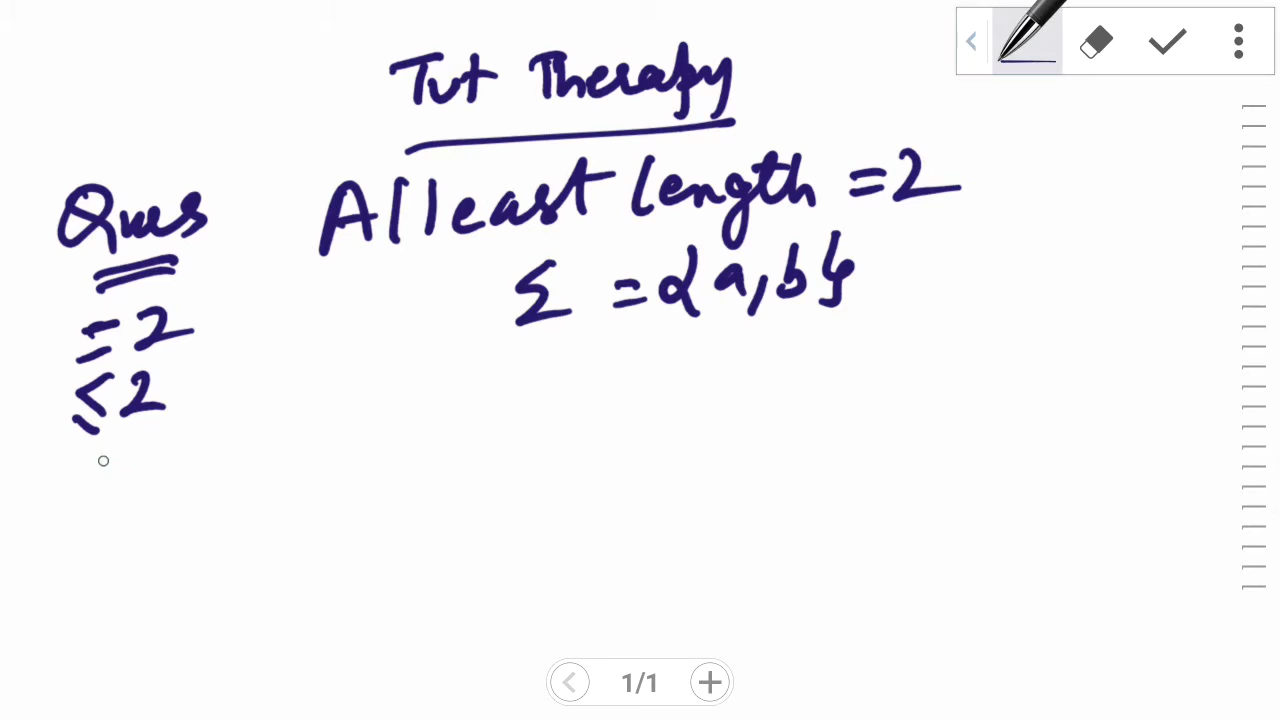 Tut Therapy
Ques Atleast length = 2
Σ = {a, b}
= 2
≤ 2
1/1